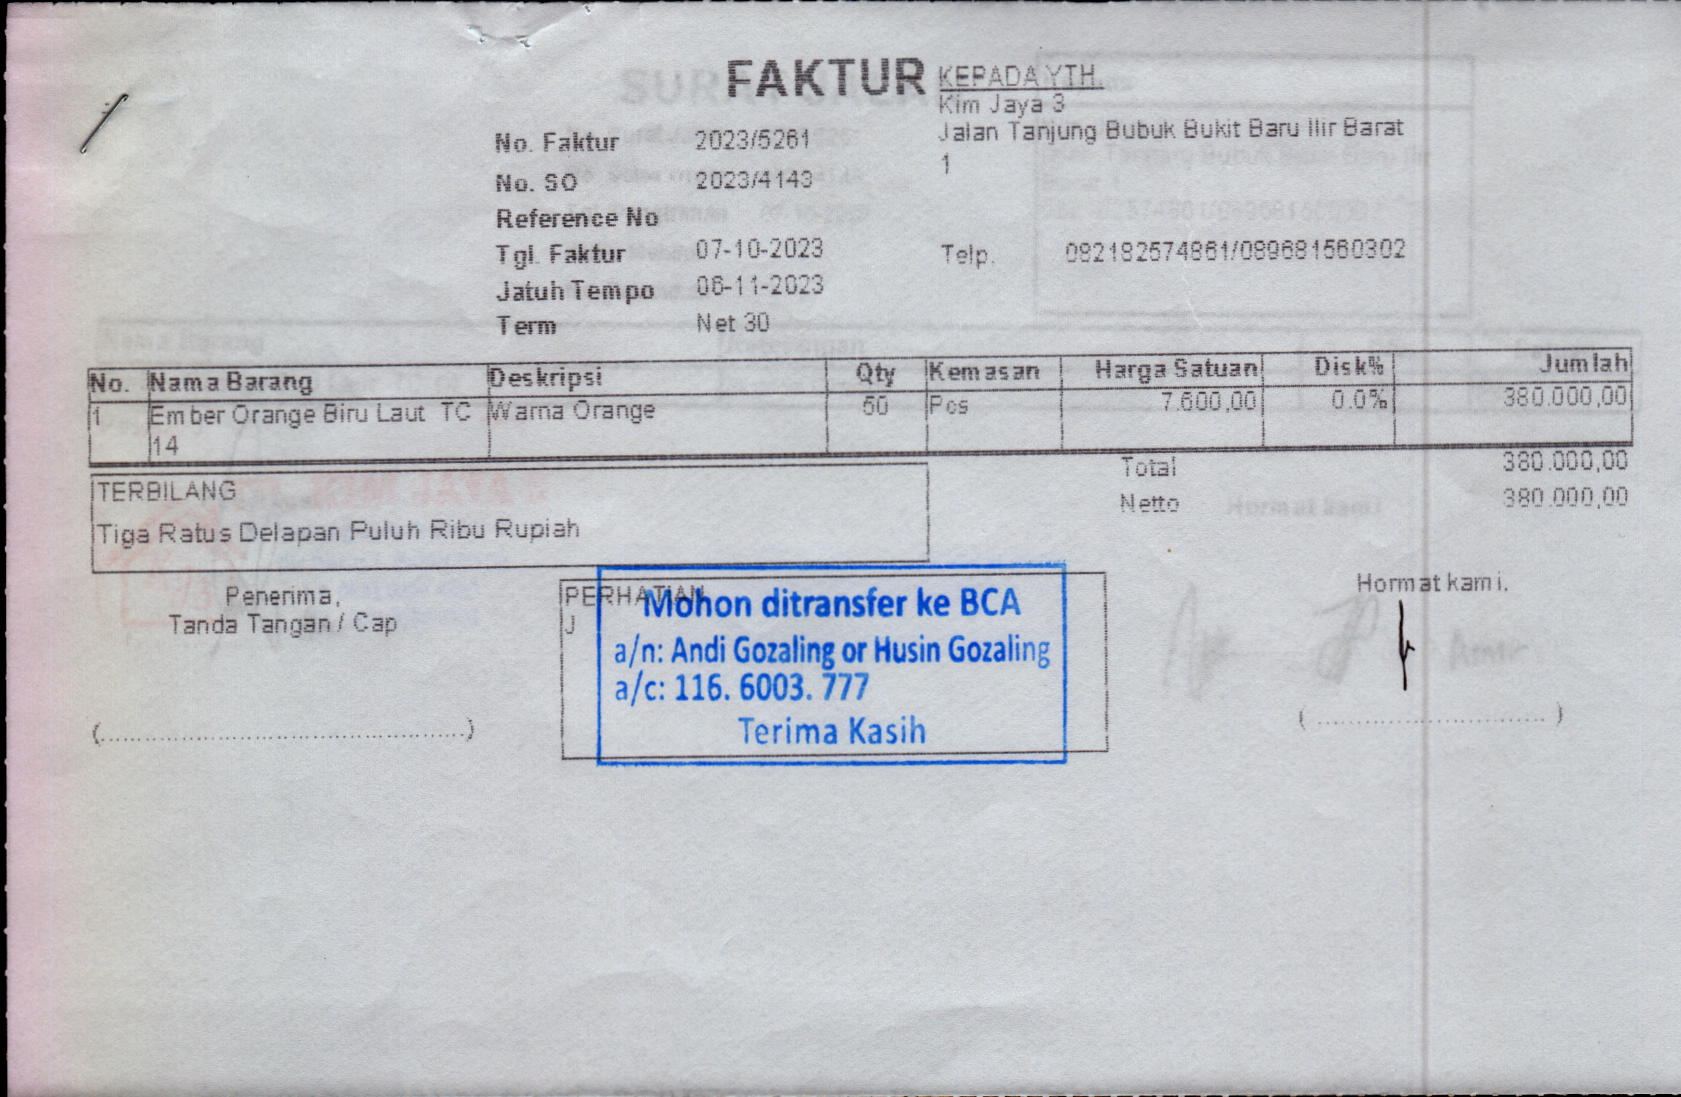 FAKTUR
KEPADA YTH.
Kim Jaya 3
Jalan Tanjung Bubuk Bukit Baru Ilir Barat
1
No. Faktur 2023/5261
No. SO 2023/4143
Reference No
Tgl. Faktur 07-10-2023
Telp. 082182574861/089681560302
Jatuh Tempo 06-11-2023
Term Net 30
No. Nama Barang Deskripsi Qty Kemasan Harga Satuan Disk% Jumlah
1 Ember Orange Biru Laut TC Warna Orange 50 Pcs 7.600,00 0.0% 380.000,00
14
Total 380.000,00
Netto 380.000,00
TERBILANG
Tiga Ratus Delapan Puluh Ribu Rupiah
Penerima,
Tanda Tangan / Cap
(................................................)
PERHATIAN
J
Mohon ditransfer ke BCA
a/n: Andi Gozaling or Husin Gozaling
a/c: 116. 6003. 777
Terima Kasih
Hormat kami.
( ............................. )